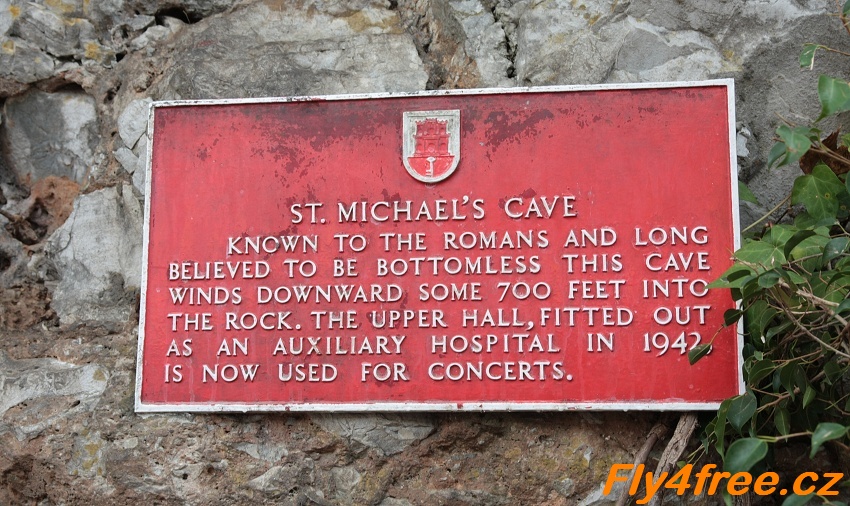 ST. MICHAEL'S CAVE
KNOWN TO THE ROMANS AND LONG
BELIEVED TO BE BOTTOMLESS THIS CAVE
WINDS DOWNWARD SOME 700 FEET INTO
THE ROCK. THE UPPER HALL, FITTED OUT
AS AN AUXILIARY HOSPITAL IN 1942
IS NOW USED FOR CONCERTS.
Fly4free.cz